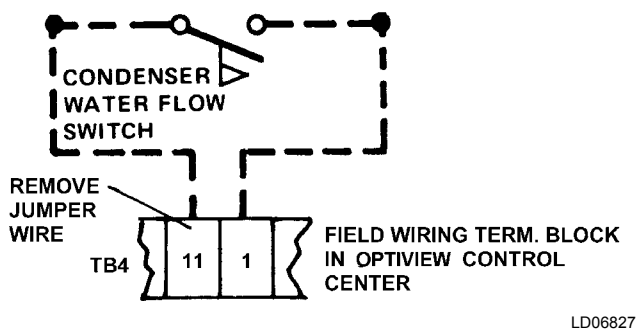 CONDENSER
WATER FLOW
SWITCH
REMOVE
JUMPER
WIRE
TB4
11
1
FIELD WIRING TERM. BLOCK
IN OPTIVIEW CONTROL
CENTER
LD06827